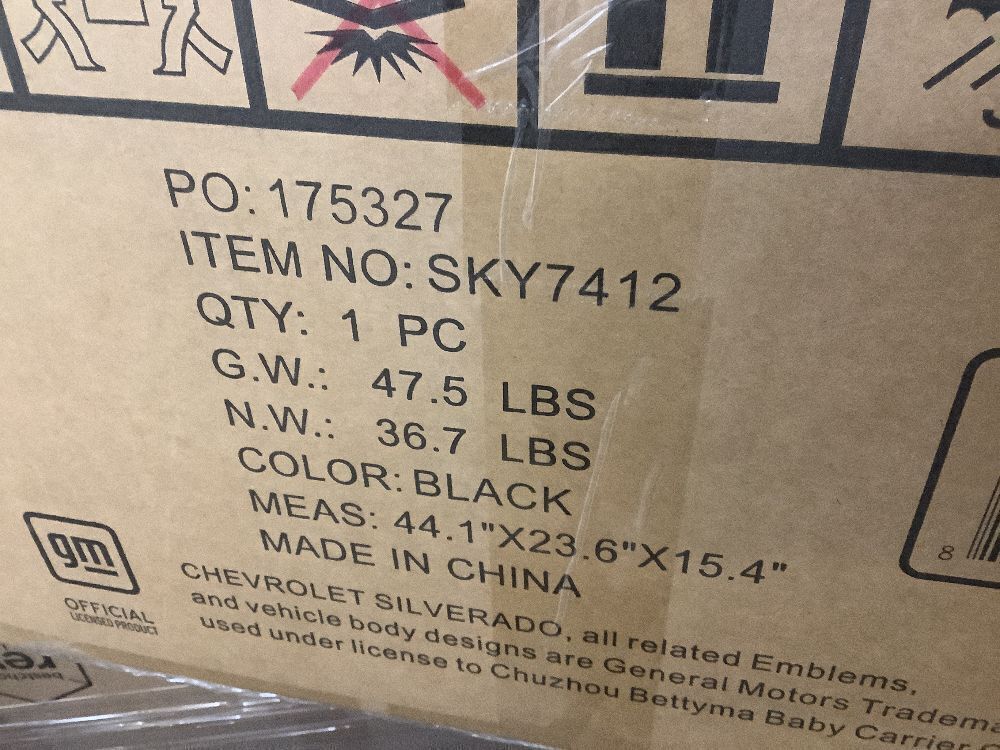 PO: 175327
ITEM NO: SKY7412
QTY: 1 PC
G.W.: 47.5 LBS
N.W.: 36.7 LBS
COLOR: BLACK
MEAS: 44.1"X23.6"X15.4"
MADE IN CHINA
gm
OFFICIAL
LICENSED PRODUCT
CHEVROLET SILVERADO, all related Emblems,
and vehicle body designs are General Motors Tradema
used under license to Chuzhou Bettyma Baby Carrier
8